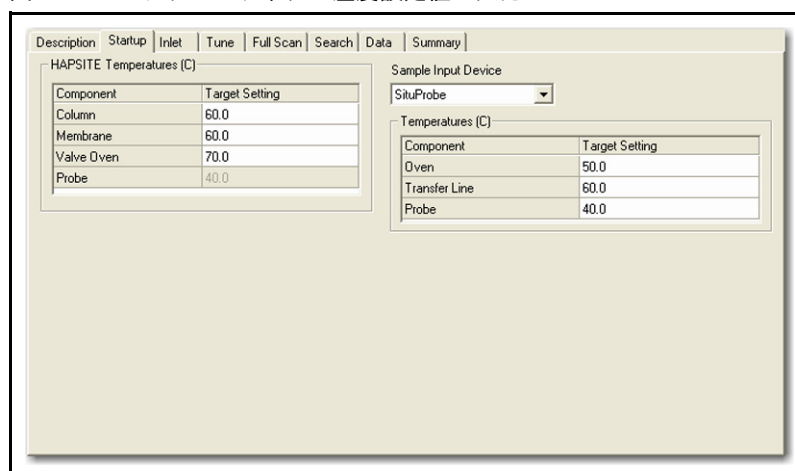 Description Startup Inlet Tune Full Scan Search Data Summary
HAPSITE Temperatures (C)
Component Target Setting
Column 60.0
Membrane 60.0
Valve Oven 70.0
Probe 40.0
Sample Input Device
SituProbe
Temperatures (C)
Component Target Setting
Oven 50.0
Transfer Line 60.0
Probe 40.0